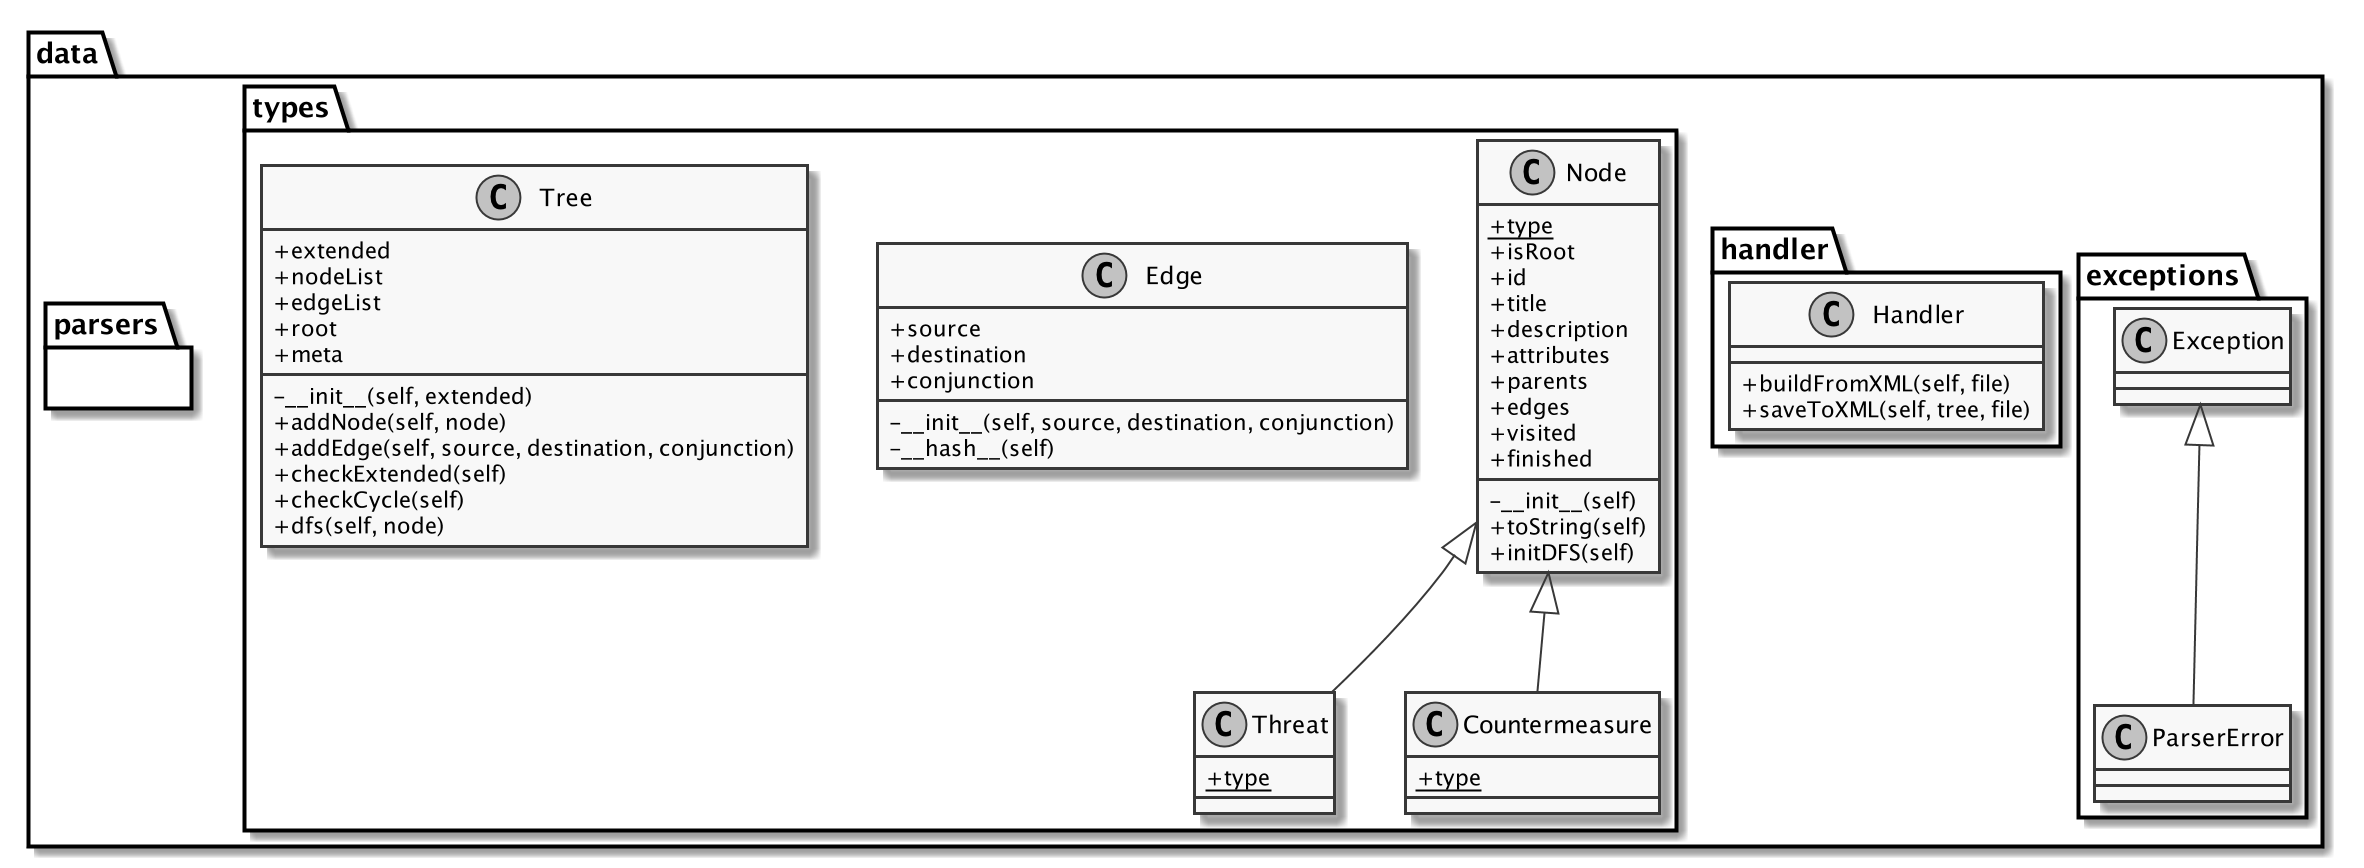 data
parsers
types
C Tree
+extended
+nodeList
+edgeList
+root
+meta
-__init__(self, extended)
+addNode(self, node)
+addEdge(self, source, destination, conjunction)
+checkExtended(self)
+checkCycle(self)
+dfs(self, node)
C Edge
+source
+destination
+conjunction
-__init__(self, source, destination, conjunction)
-__hash__(self)
C Node
+type
+isRoot
+id
+title
+description
+attributes
+parents
+edges
+visited
+finished
-__init__(self)
+toString(self)
+initDFS(self)
C Threat
+type
C Countermeasure
+type
handler
C Handler
+buildFromXML(self, file)
+saveToXML(self, tree, file)
exceptions
C Exception
C ParserError